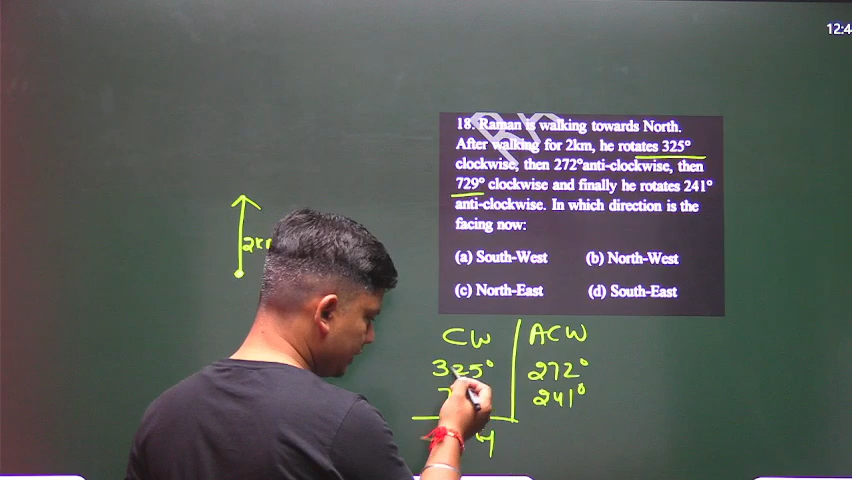 12:4
18. Raman is walking towards North.
After walking for 2km, he rotates 325°
clockwise; then 272°anti-clockwise, then
729° clockwise and finally he rotates 241°
anti-clockwise. In which direction is the
facing now:
(a) South-West (b) North-West
(c) North-East (d) South-East
CW ACW
325° 272°
241°
4